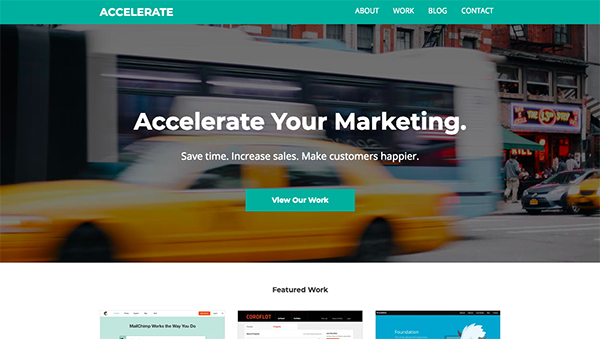 ACCELERATE
ABOUT WORK BLOG CONTACT
Accelerate Your Marketing.
Save time. Increase sales. Make customers happier.
View Our Work
Featured Work
MailChimp Works the Way You Do
COROFLOT
Foundation